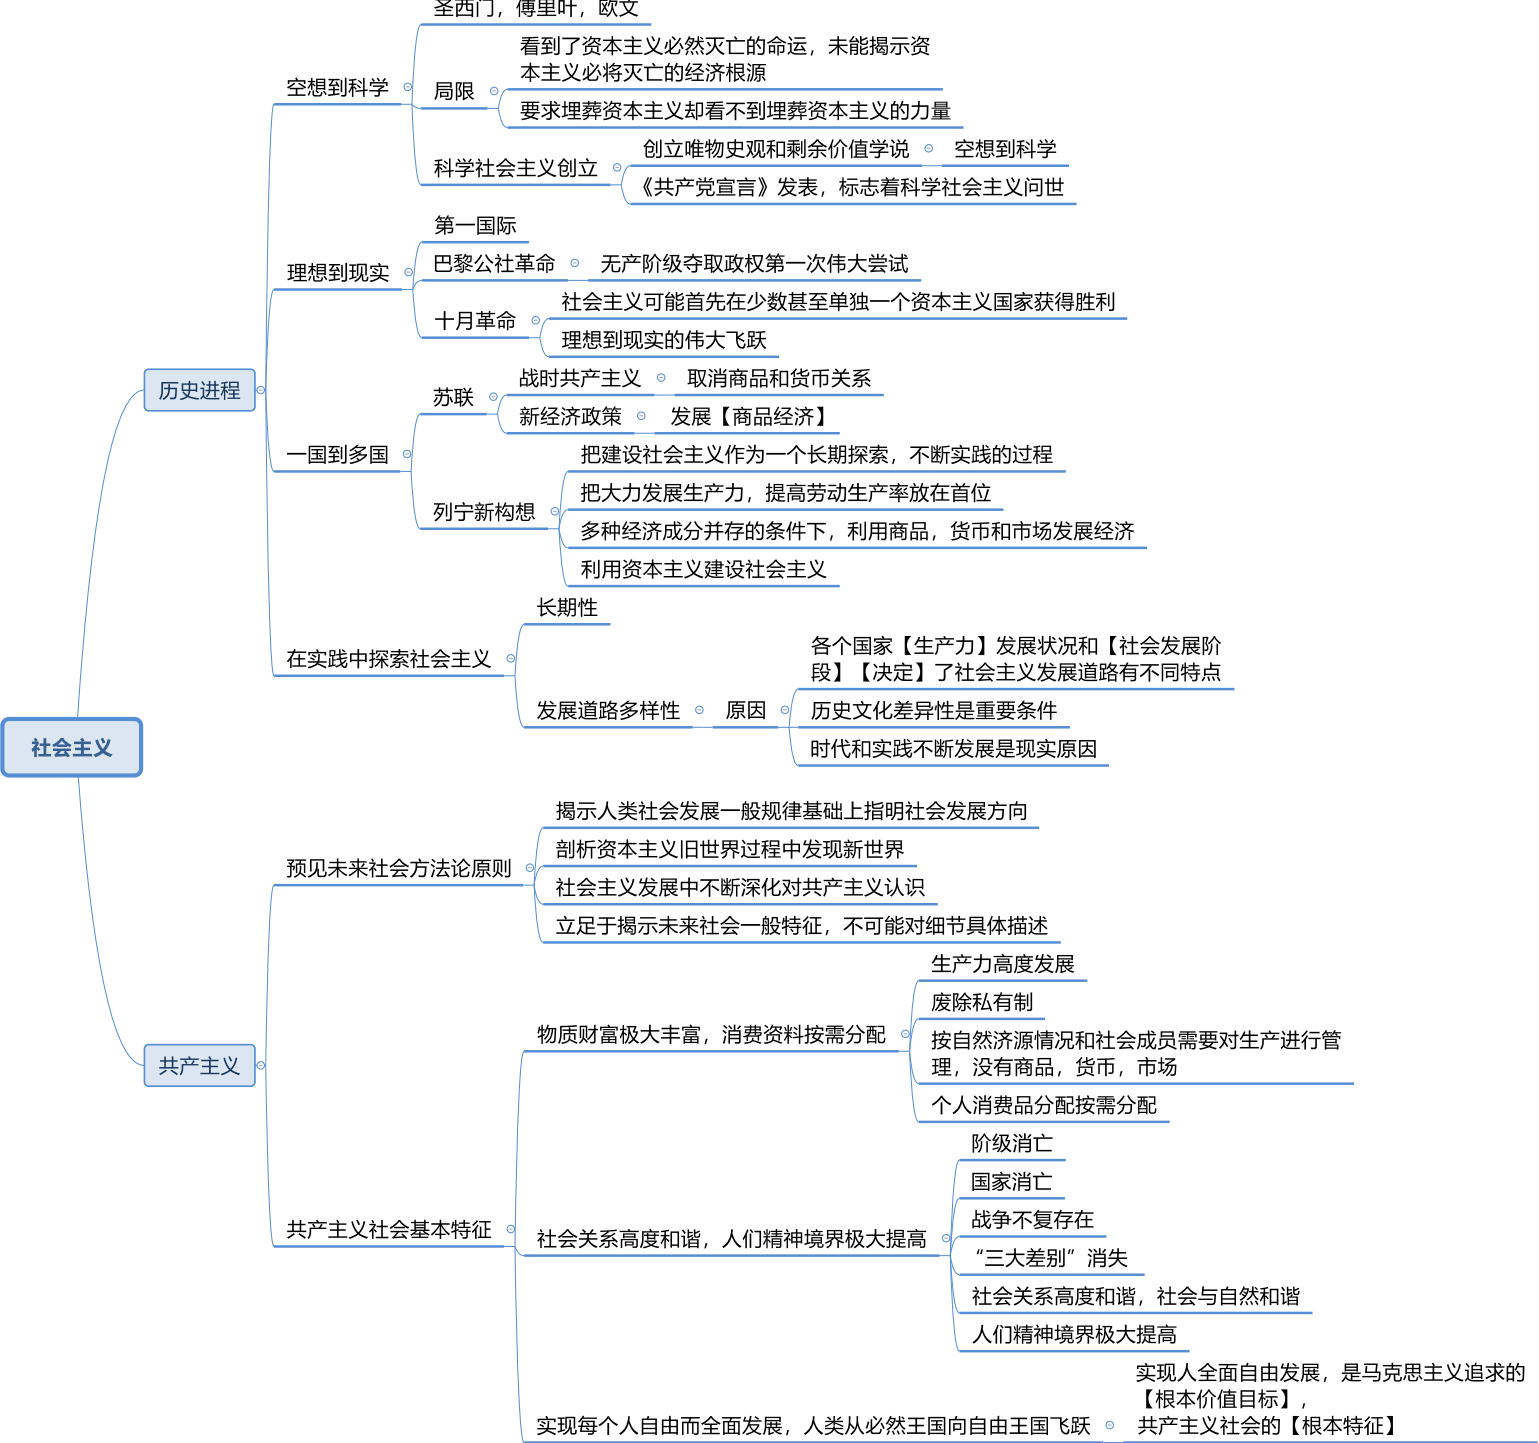 圣西门，傅里叶，欧文
看到了资本主义必然灭亡的命运，未能揭示资
本主义必将灭亡的经济根源
空想到科学
局限
要求埋葬资本主义却看不到埋葬资本主义的力量
创立唯物史观和剩余价值学说
空想到科学
科学社会主义创立
《共产党宣言》发表，标志着科学社会主义问世
第一国际
巴黎公社革命
无产阶级夺取政权第一次伟大尝试
理想到现实
社会主义可能首先在少数甚至单独一个资本主义国家获得胜利
十月革命
理想到现实的伟大飞跃
历史进程
战时共产主义
取消商品和货币关系
苏联
新经济政策
发展【商品经济】
一国到多国
把建设社会主义作为一个长期探索，不断实践的过程
把大力发展生产力，提高劳动生产率放在首位
列宁新构想
多种经济成分并存的条件下，利用商品，货币和市场发展经济
利用资本主义建设社会主义
长期性
在实践中探索社会主义
各个国家【生产力】发展状况和【社会发展阶
段】【决定】了社会主义发展道路有不同特点
发展道路多样性
原因
历史文化差异性是重要条件
时代和实践不断发展是现实原因
社会主义
揭示人类社会发展一般规律基础上指明社会发展方向
剖析资本主义旧世界过程中发现新世界
预见未来社会方法论原则
社会主义发展中不断深化对共产主义认识
立足于揭示未来社会一般特征，不可能对细节具体描述
生产力高度发展
废除私有制
物质财富极大丰富，消费资料按需分配
按自然济源情况和社会成员需要对生产进行管
理，没有商品，货币，市场
个人消费品分配按需分配
共产主义
阶级消亡
国家消亡
战争不复存在
共产主义社会基本特征
社会关系高度和谐，人们精神境界极大提高
“三大差别”消失
社会关系高度和谐，社会与自然和谐
人们精神境界极大提高
实现人全面自由发展，是马克思主义追求的
【根本价值目标】，
实现每个人自由而全面发展，人类从必然王国向自由王国飞跃
共产主义社会的【根本特征】